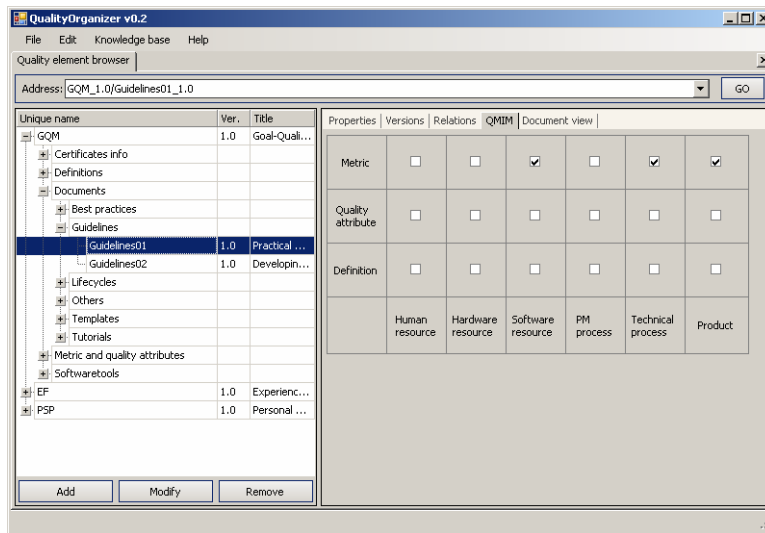 QualityOrganizer v0.2
File Edit Knowledge base Help
Quality element browser
Address: GQM_1.0/Guidelines01_1.0 GO
Unique name Ver. Title
GQM 1.0 Goal-Quali...
Certificates info
Definitions
Documents
Best practices
Guidelines
Guidelines01 1.0 Practical ...
Guidelines02 1.0 Developin...
Lifecycles
Others
Templates
Tutorials
Metric and quality attributes
Softwaretools
EF 1.0 Experienc...
PSP 1.0 Personal ...
Add Modify Remove
Properties Versions Relations QMIM Document view
Metric
Quality
attribute
Definition
Human Hardware Software PM Technical Product
resource resource resource process process